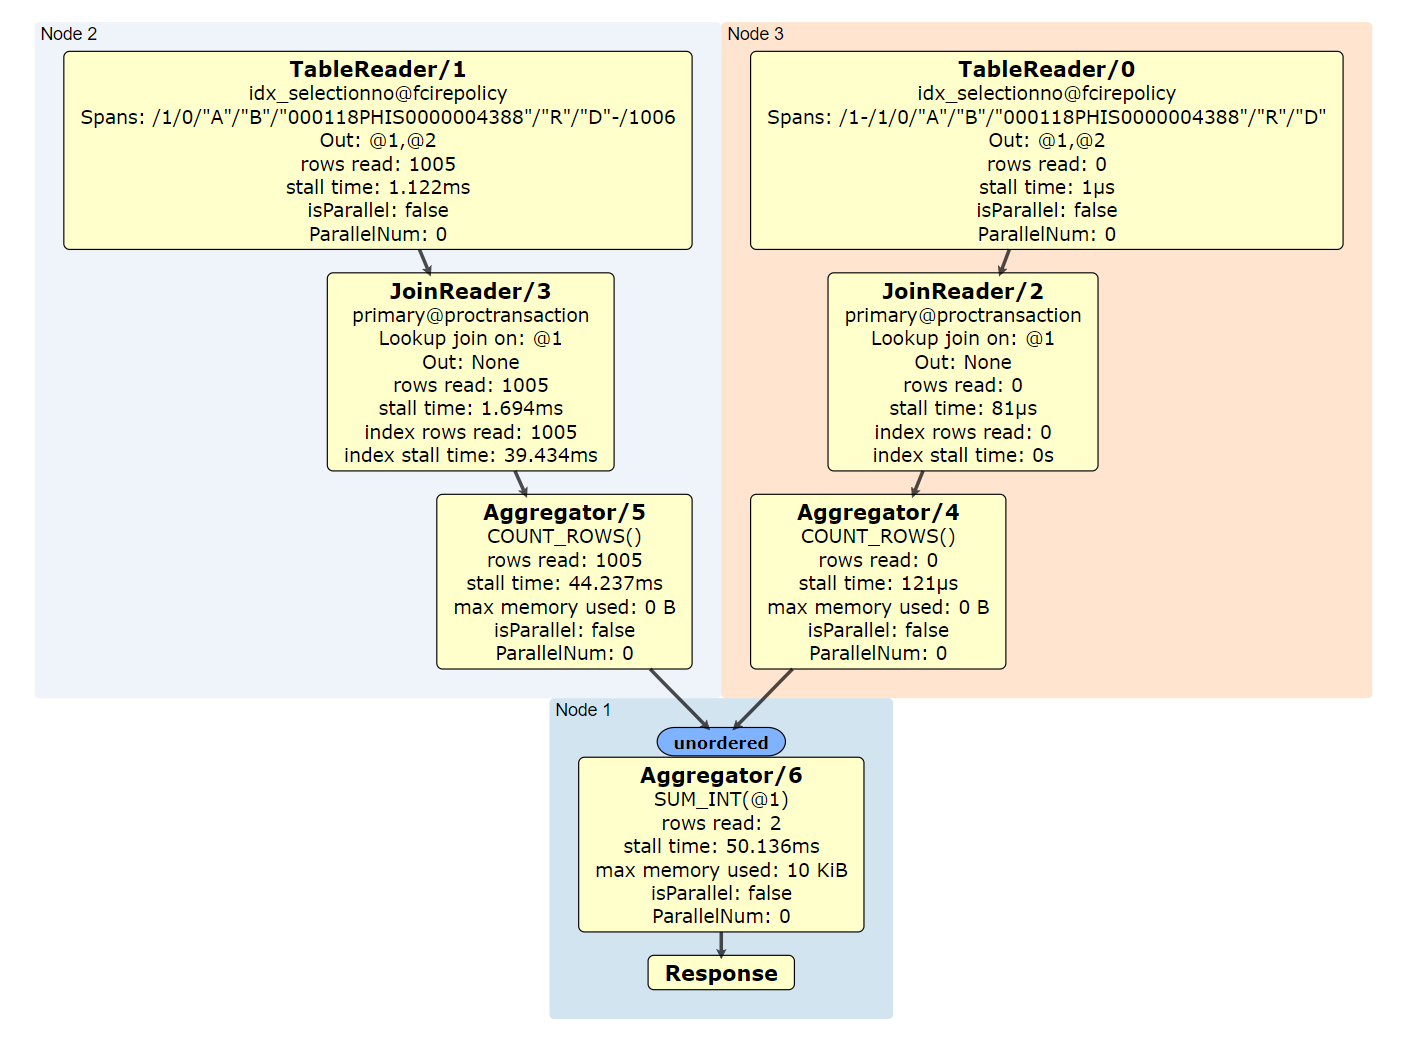 Node 2
TableReader/1
idx_selectionno@fcirepolicy
Spans: /1/0/"A"/"B"/"000118PHIS0000004388"/"R"/"D"-/1006
Out: @1,@2
rows read: 1005
stall time: 1.122ms
isParallel: false
ParallelNum: 0
JoinReader/3
primary@proctransaction
Lookup join on: @1
Out: None
rows read: 1005
stall time: 1.694ms
index rows read: 1005
index stall time: 39.434ms
Aggregator/5
COUNT_ROWS()
rows read: 1005
stall time: 44.237ms
max memory used: 0 B
isParallel: false
ParallelNum: 0
Node 3
TableReader/0
idx_selectionno@fcirepolicy
Spans: /1-/1/0/"A"/"B"/"000118PHIS0000004388"/"R"/"D"
Out: @1,@2
rows read: 0
stall time: 1µs
isParallel: false
ParallelNum: 0
JoinReader/2
primary@proctransaction
Lookup join on: @1
Out: None
rows read: 0
stall time: 81µs
index rows read: 0
index stall time: 0s
Aggregator/4
COUNT_ROWS()
rows read: 0
stall time: 121µs
max memory used: 0 B
isParallel: false
ParallelNum: 0
Node 1
unordered
Aggregator/6
SUM_INT(@1)
rows read: 2
stall time: 50.136ms
max memory used: 10 KiB
isParallel: false
ParallelNum: 0
Response